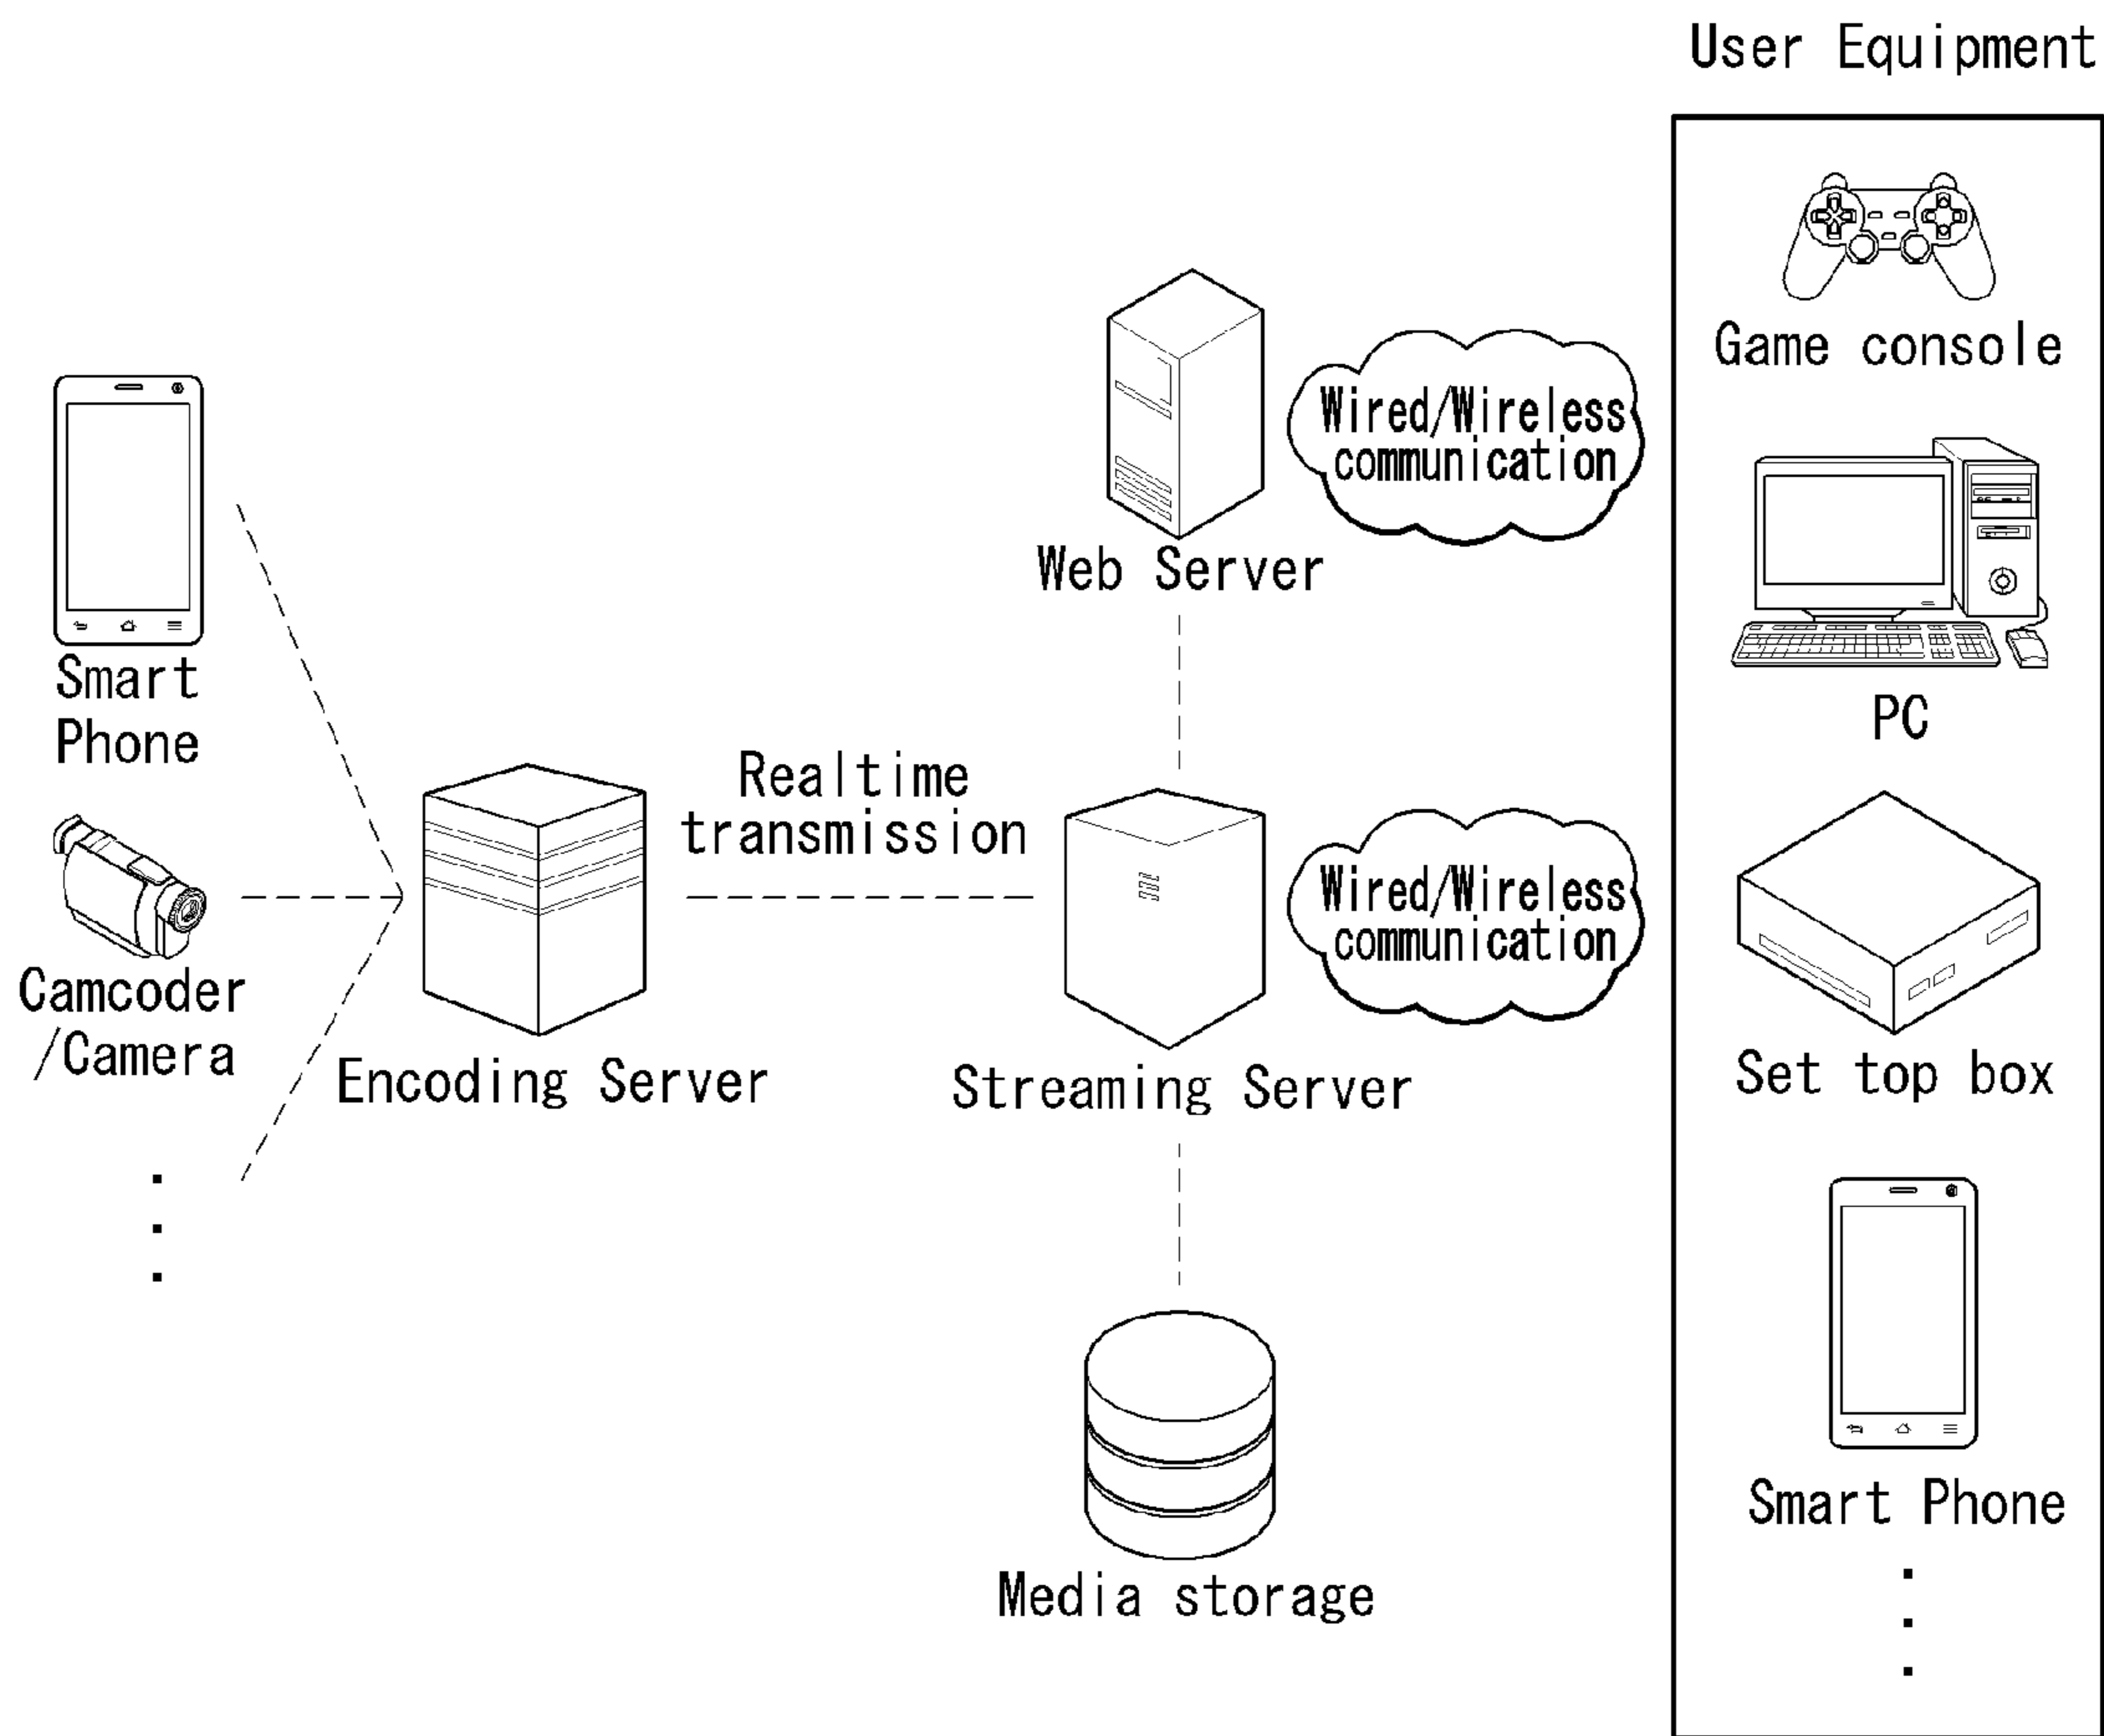 User Equipment
Game console
Wired/Wireless
communication
Web Server
Smart
Phone
PC
Realtime
transmission
Wired/Wireless
communication
Camcoder
/Camera
Encoding Server
Streaming Server
Set top box
Smart Phone
Media storage